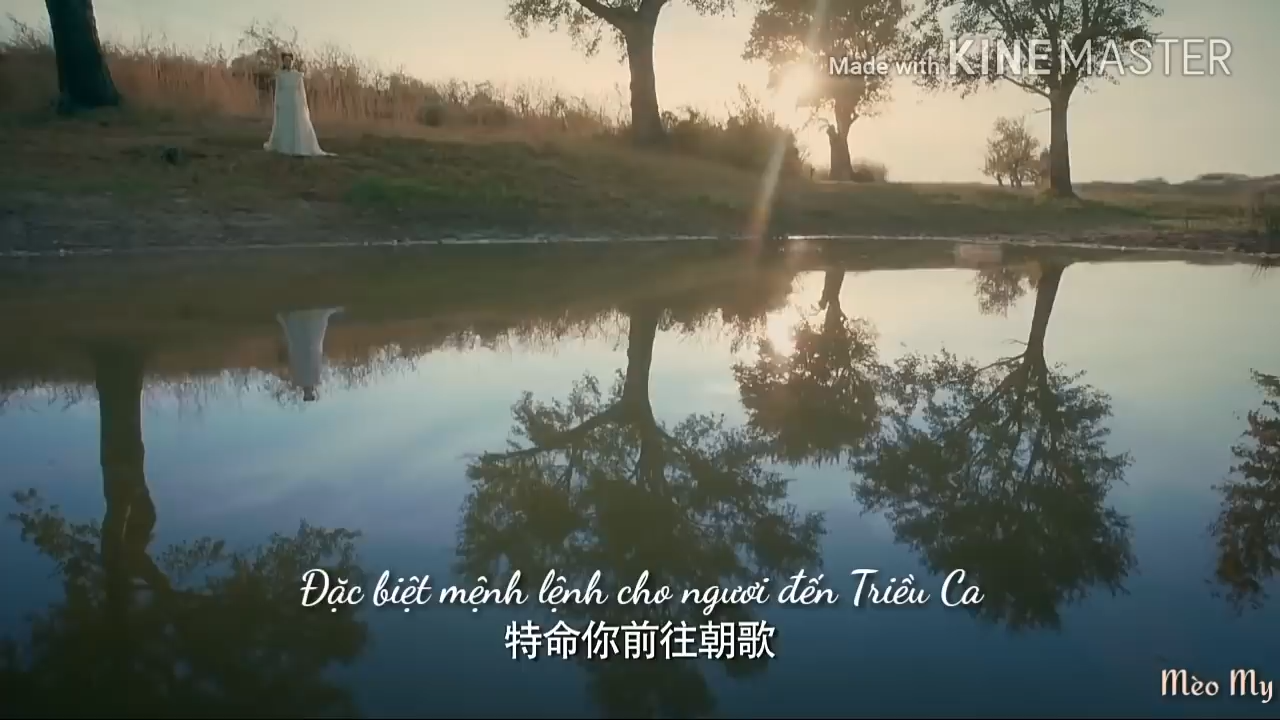 Made with KINEMASTER
Đặc biệt mệnh lệnh cho ngươi đến Triều Ca
特命你前往朝歌
Mèo My